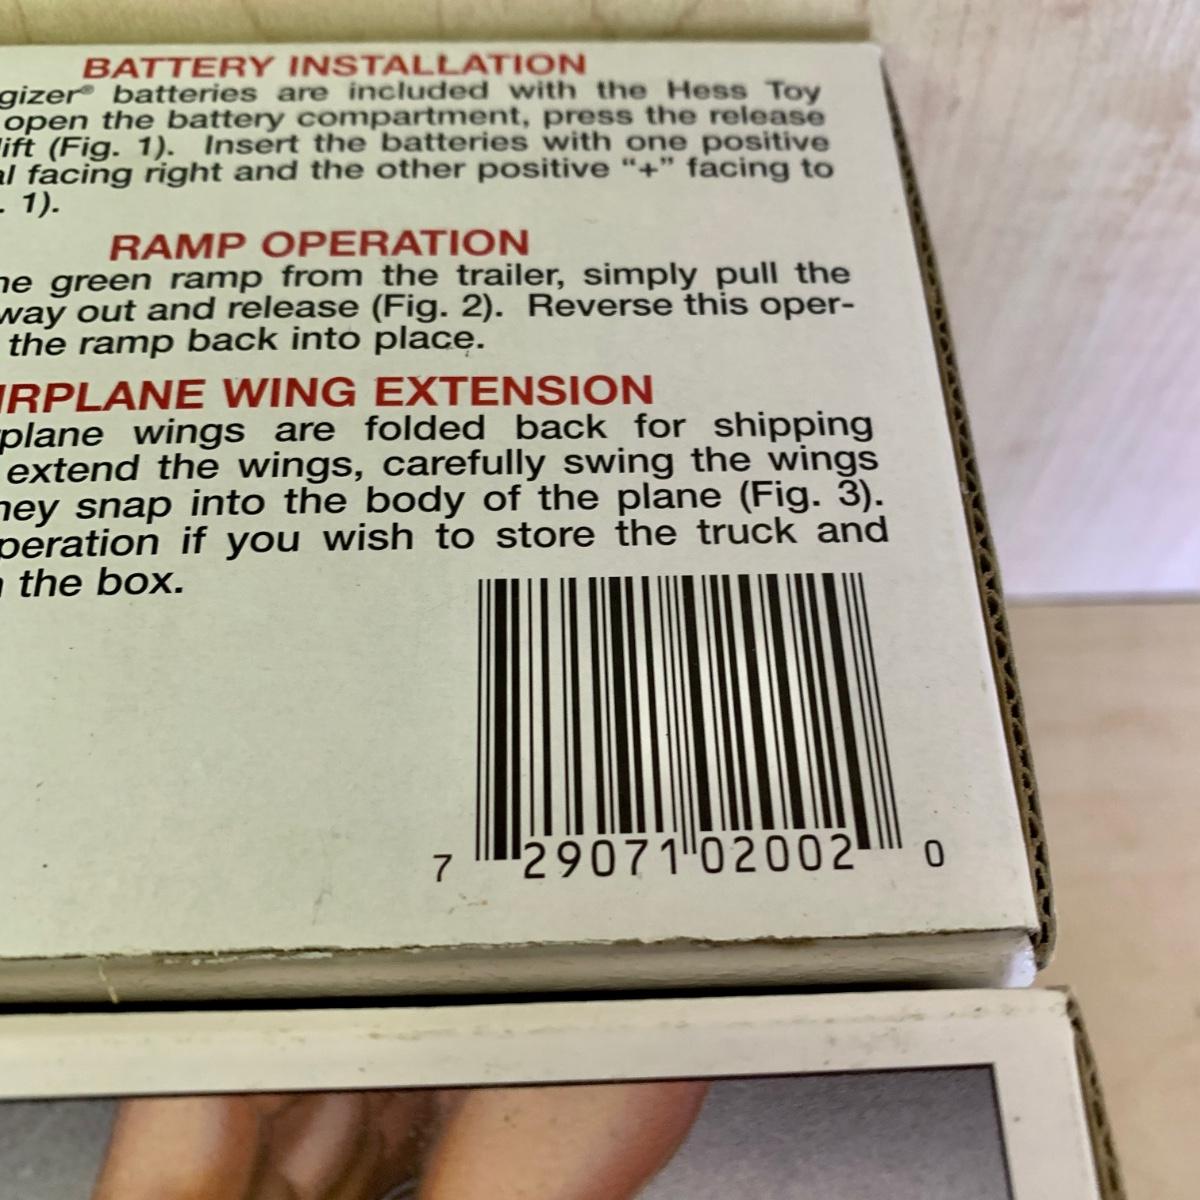 BATTERY INSTALLATION
gizer® batteries are included with the Hess Toy
open the battery compartment, press the release
lift (Fig. 1). Insert the batteries with one positive
al facing right and the other positive "+" facing to
. 1).
RAMP OPERATION
he green ramp from the trailer, simply pull the
way out and release (Fig. 2). Reverse this oper-
the ramp back into place.
IRPLANE WING EXTENSION
plane wings are folded back for shipping
extend the wings, carefully swing the wings
hey snap into the body of the plane (Fig. 3).
peration if you wish to store the truck and
the box.
7 29071 02002 0